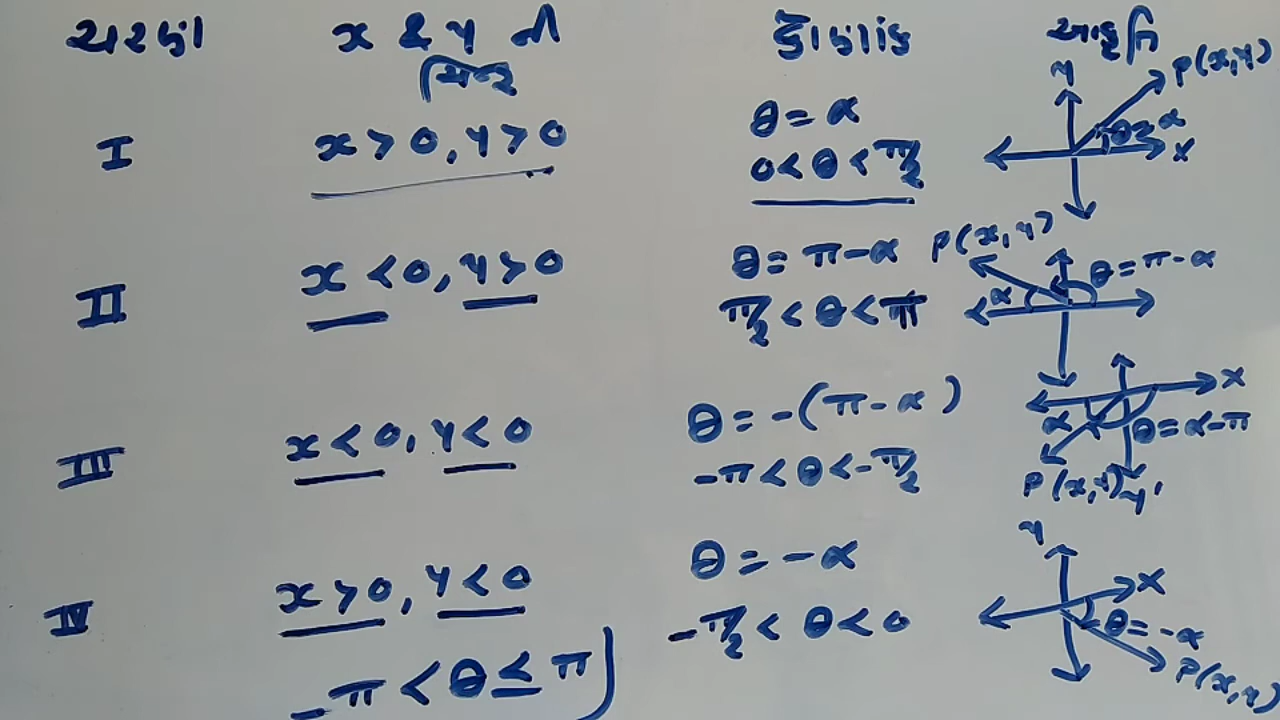 ચરણ x & y ની ચિહ્ન કોણાંક આકૃતિ
I x > 0, y > 0 θ = α
0 < θ < π/2
y P(x,y) θ = α x
II x < 0, y > 0 θ = π - α
π/2 < θ < π
P(x,y) α θ = π - α
III x < 0, y < 0 θ = -(π - α)
-π < θ < -π/2
x α θ = α - π
P(x,y) y'
IV x > 0, y < 0 θ = -α
-π/2 < θ < 0
y x θ = -α P(x,y)
-π < θ ≤ π)